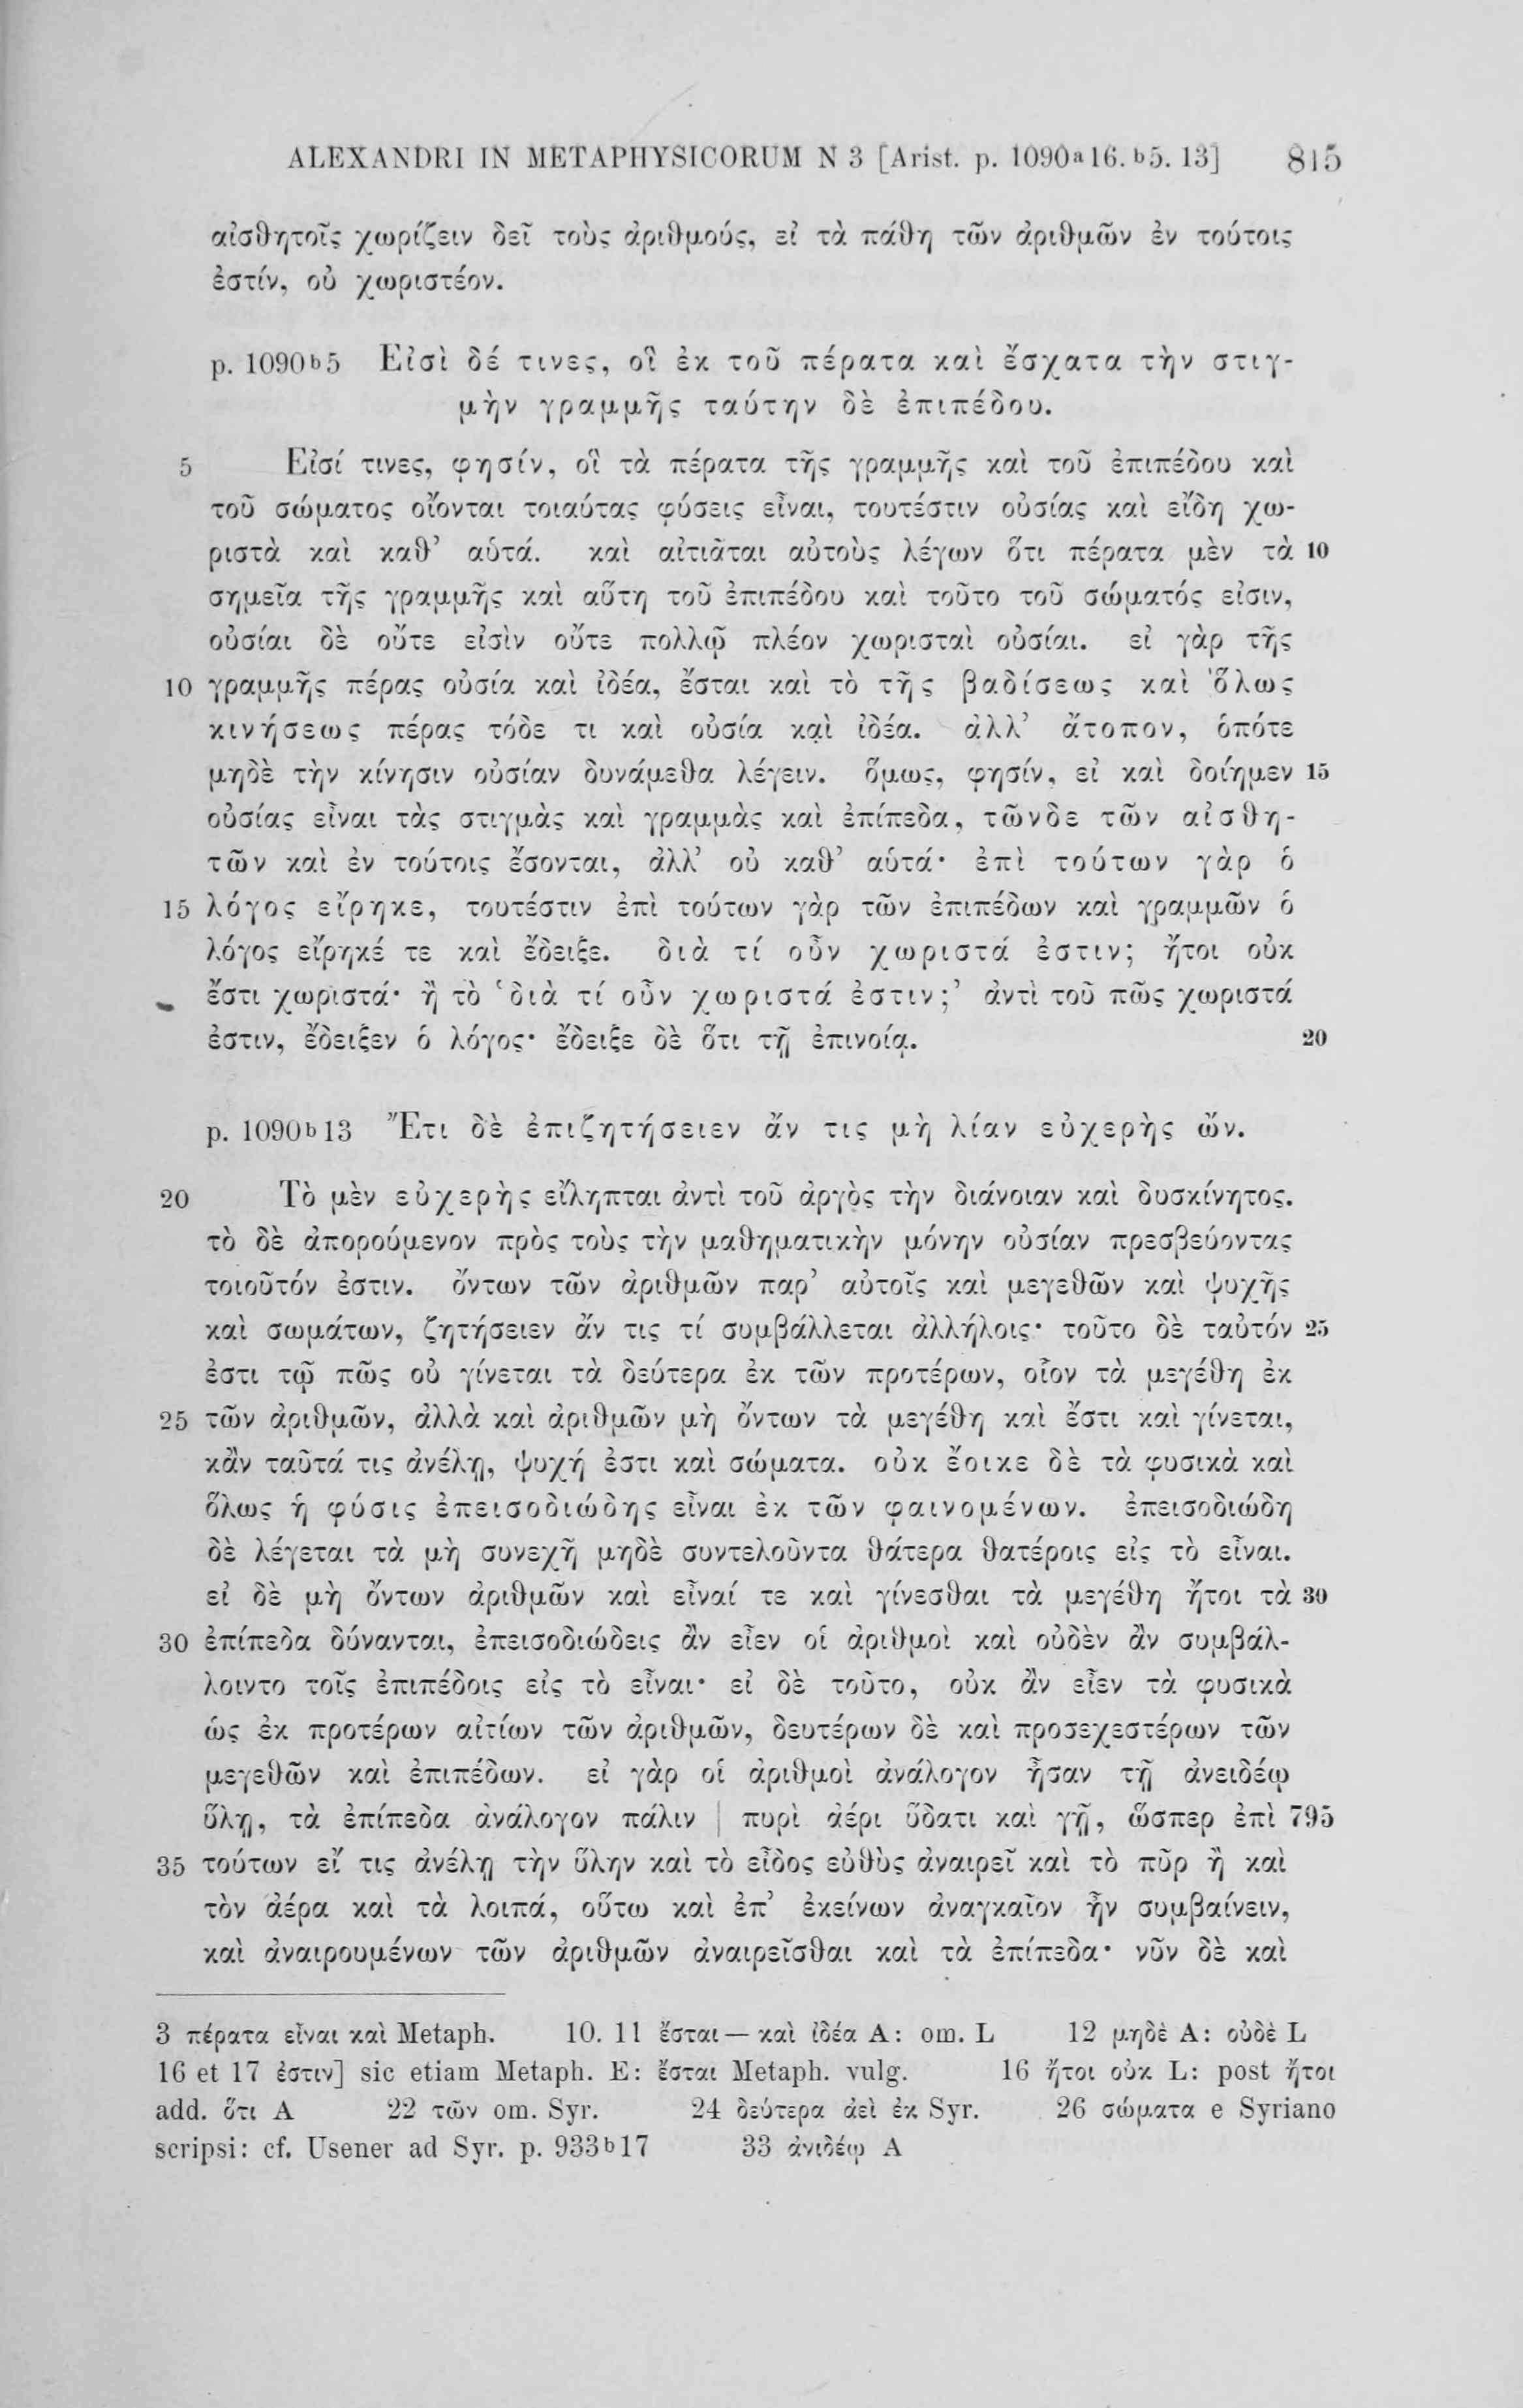 ALEXANDRI IN METAPHYSICORUM N 3 [Arist. p. 1090ᵃ16. ᵇ5. 13] 815
αἰσθητοῖς χωρίζειν δεῖ τοὺς ἀριθμούς, εἰ τὰ πάθη τῶν ἀριθμῶν ἐν τούτοις
ἐστίν, οὐ χωριστέον.
p. 1090ᵇ5 Εἰσὶ δέ τινες, οἳ ἐκ τοῦ πέρατα καὶ ἔσχατα τὴν στιγ-
μὴν γραμμῆς ταύτην δὲ ἐπιπέδου.
5 Εἰσί τινες, φησίν, οἳ τὰ πέρατα τῆς γραμμῆς καὶ τοῦ ἐπιπέδου καὶ
τοῦ σώματος οἴονται τοιαύτας φύσεις εἶναι, τουτέστιν οὐσίας καὶ εἴδη χω-
ριστὰ καὶ καθ’ αὑτά. καὶ αἰτιᾶται αὐτοὺς λέγων ὅτι πέρατα μὲν τὰ 10
σημεῖα τῆς γραμμῆς καὶ αὕτη τοῦ ἐπιπέδου καὶ τοῦτο τοῦ σώματός εἰσιν,
οὐσίαι δὲ οὔτε εἰσὶν οὔτε πολλῷ πλέον χωρισταὶ οὐσίαι. εἰ γὰρ τῆς
10 γραμμῆς πέρας οὐσία καὶ ἰδέα, ἔσται καὶ τὸ τῆς βαδίσεως καὶ ὅλως
κινήσεως πέρας τόδε τι καὶ οὐσία καὶ ἰδέα. ἀλλ’ ἄτοπον, ὁπότε
μηδὲ τὴν κίνησιν οὐσίαν δυνάμεθα λέγειν. ὅμως, φησίν, εἰ καὶ δοίημεν 15
οὐσίας εἶναι τὰς στιγμὰς καὶ γραμμὰς καὶ ἐπίπεδα, τῶνδε τῶν αἰσθη-
τῶν καὶ ἐν τούτοις ἔσονται, ἀλλ’ οὐ καθ’ αὑτά· ἐπὶ τούτων γὰρ ὁ
15 λόγος εἴρηκε, τουτέστιν ἐπὶ τούτων γὰρ τῶν ἐπιπέδων καὶ γραμμῶν ὁ
λόγος εἴρηκέ τε καὶ ἔδειξε. διὰ τί οὖν χωριστά ἐστιν; ἤτοι οὐκ
ἔστι χωριστά· ἢ τὸ ‘διὰ τί οὖν χωριστά ἐστιν;’ ἀντὶ τοῦ πῶς χωριστά
ἐστιν, ἔδειξεν ὁ λόγος· ἔδειξε δὲ ὅτι τῇ ἐπινοίᾳ. 20
p. 1090ᵇ13 Ἔτι δὲ ἐπιζητήσειεν ἄν τις μὴ λίαν εὐχερὴς ὤν.
20 Τὸ μὲν εὐχερὴς εἴληπται ἀντὶ τοῦ ἀργὸς τὴν διάνοιαν καὶ δυσκίνητος.
τὸ δὲ ἀπορούμενον πρὸς τοὺς τὴν μαθηματικὴν μόνην οὐσίαν πρεσβεύοντας
τοιοῦτόν ἐστιν. ὄντων τῶν ἀριθμῶν παρ’ αὐτοῖς καὶ μεγεθῶν καὶ ψυχῆς
καὶ σωμάτων, ζητήσειεν ἄν τις τί συμβάλλεται ἀλλήλοις· τοῦτο δὲ ταὐτόν 25
ἐστι τῷ πῶς οὐ γίνεται τὰ δεύτερα ἐκ τῶν προτέρων, οἷον τὰ μεγέθη ἐκ
25 τῶν ἀριθμῶν, ἀλλὰ καὶ ἀριθμῶν μὴ ὄντων τὰ μεγέθη καὶ ἔστι καὶ γίνεται,
κἂν ταῦτά τις ἀνέλῃ, ψυχή ἐστι καὶ σώματα. οὐκ ἔοικε δὲ τὰ φυσικὰ καὶ
ὅλως ἡ φύσις ἐπεισοδιώδης εἶναι ἐκ τῶν φαινομένων. ἐπεισοδιώδη
δὲ λέγεται τὰ μὴ συνεχῆ μηδὲ συντελοῦντα θάτερα θατέροις εἰς τὸ εἶναι.
εἰ δὲ μὴ ὄντων ἀριθμῶν καὶ εἶναί τε καὶ γίνεσθαι τὰ μεγέθη ἤτοι τὰ 30
30 ἐπίπεδα δύνανται, ἐπεισοδιώδεις ἂν εἶεν οἱ ἀριθμοὶ καὶ οὐδὲν ἂν συμβάλ-
λοιντο τοῖς ἐπιπέδοις εἰς τὸ εἶναι· εἰ δὲ τοῦτο, οὐκ ἂν εἶεν τὰ φυσικὰ
ὡς ἐκ προτέρων αἰτίων τῶν ἀριθμῶν, δευτέρων δὲ καὶ προσεχεστέρων τῶν
μεγεθῶν καὶ ἐπιπέδων. εἰ γὰρ οἱ ἀριθμοὶ ἀνάλογον ἦσαν τῇ ἀνειδέῳ
ὕλῃ, τὰ ἐπίπεδα ἀνάλογον πάλιν | πυρὶ ἀέρι ὕδατι καὶ γῇ, ὥσπερ ἐπὶ 795
35 τούτων εἴ τις ἀνέλῃ τὴν ὕλην καὶ τὸ εἶδος εὐθὺς ἀναιρεῖ καὶ τὸ πῦρ ἢ καὶ
τὸν ἀέρα καὶ τὰ λοιπά, οὕτω καὶ ἐπ’ ἐκείνων ἀναγκαῖον ἦν συμβαίνειν,
καὶ ἀναιρουμένων τῶν ἀριθμῶν ἀναιρεῖσθαι καὶ τὰ ἐπίπεδα· νῦν δὲ καὶ
3 πέρατα εἶναι καὶ Metaph. 10. 11 ἔσται — καὶ ἰδέα A: om. L 12 μηδὲ A: οὐδὲ L
16 et 17 ἐστιν] sic etiam Metaph. E: ἔσται Metaph. vulg. 16 ἤτοι οὐκ L: post ἤτοι
add. ὅτι A 22 τῶν om. Syr. 24 δεύτερα ἀεὶ ἐκ Syr. 26 σώματα e Syriano
scripsi: cf. Usener ad Syr. p. 933ᵇ17 33 ἀνιδέῳ A